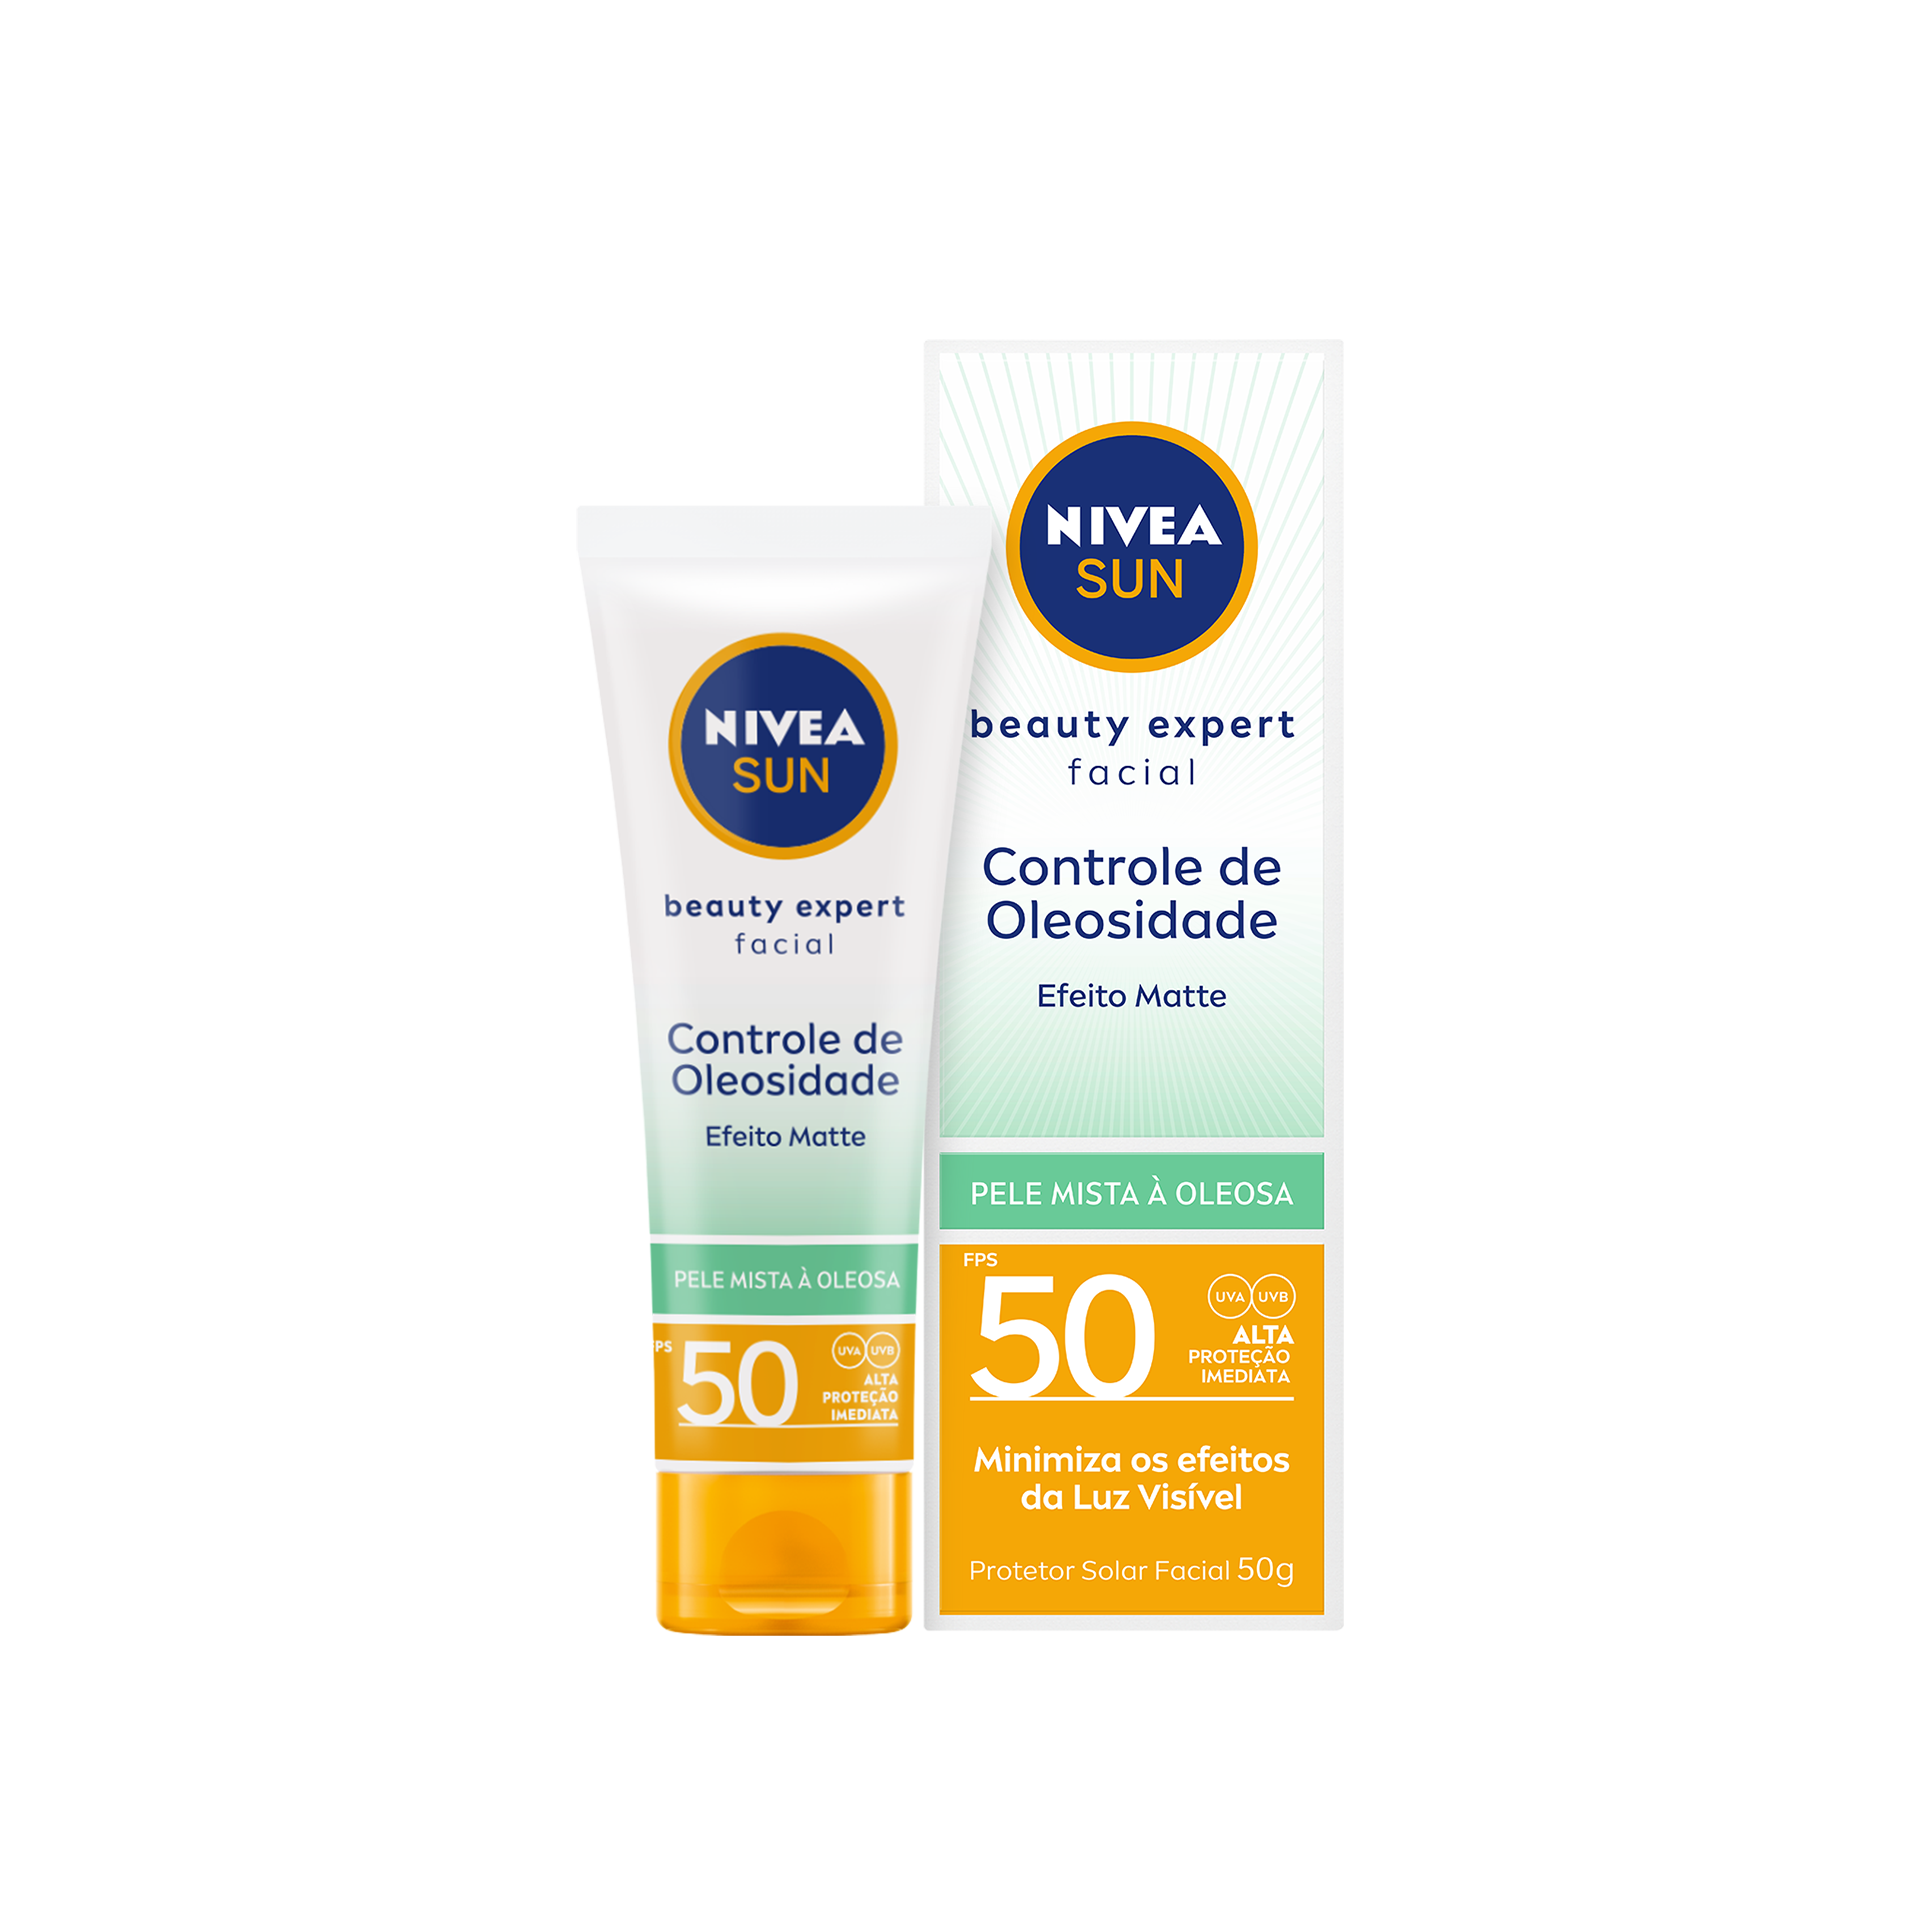 NIVEA
SUN
beauty expert
facial
Controle de
Oleosidade
Efeito Matte
PELE MISTA À OLEOSA
FPS
50
UVA UVB
ALTA
PROTEÇÃO
IMEDIATA
NIVEA
SUN
beauty expert
facial
Controle de
Oleosidade
Efeito Matte
PELE MISTA À OLEOSA
FPS
50
UVA UVB
ALTA
PROTEÇÃO
IMEDIATA
Minimiza os efeitos
da Luz Visível
Protetor Solar Facial 50g